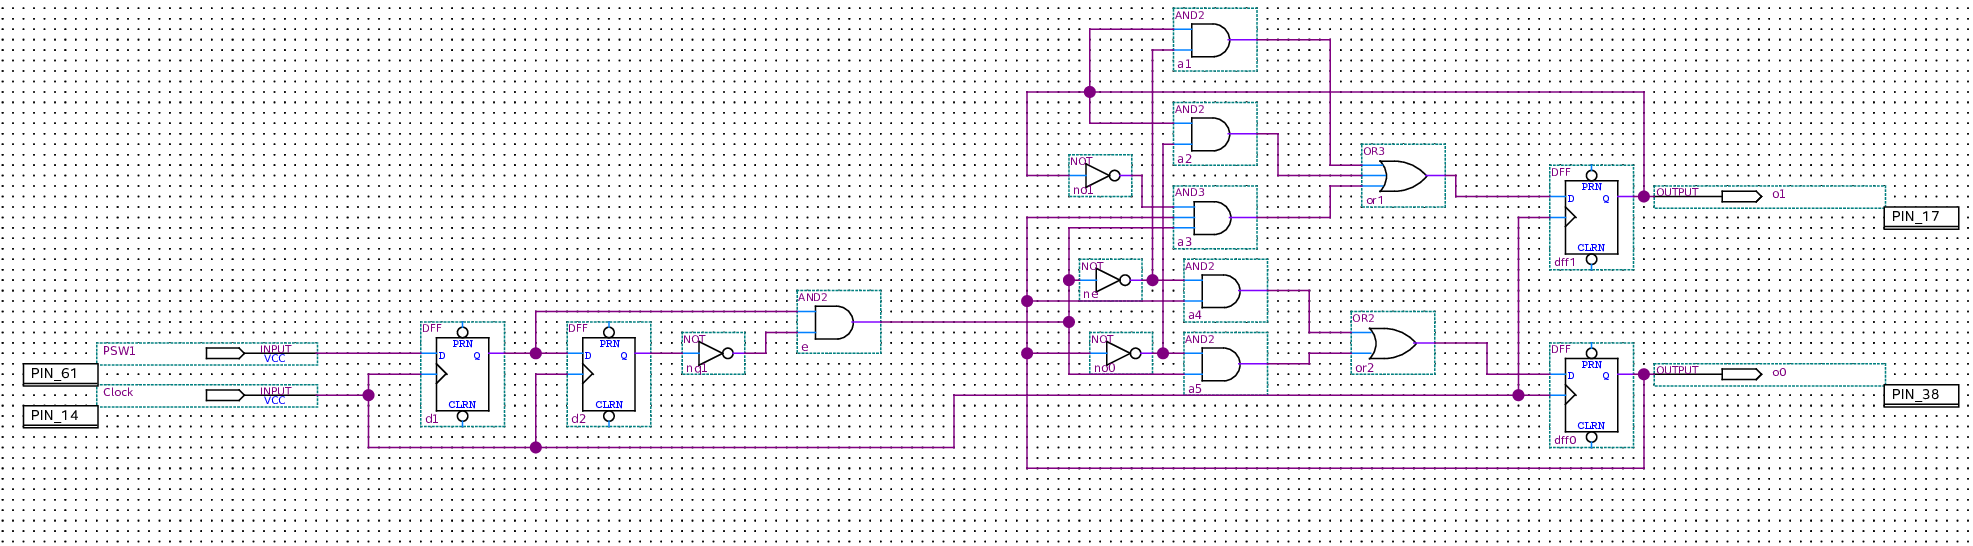 AND2
a1
AND2
a2
NOT
no1
AND3
a3
OR3
or1
DFF
PRN
D
Q
CLRN
dff1
OUTPUT
o1
PIN_17
NOT
ne
AND2
a4
NOT
no0
AND2
a5
OR2
or2
DFF
PRN
D
Q
CLRN
dff0
OUTPUT
o0
PIN_38
PSW1
INPUT
VCC
PIN_61
Clock
INPUT
VCC
PIN_14
DFF
PRN
D
Q
CLRN
d1
DFF
PRN
D
Q
CLRN
d2
NOT
nd1
AND2
e